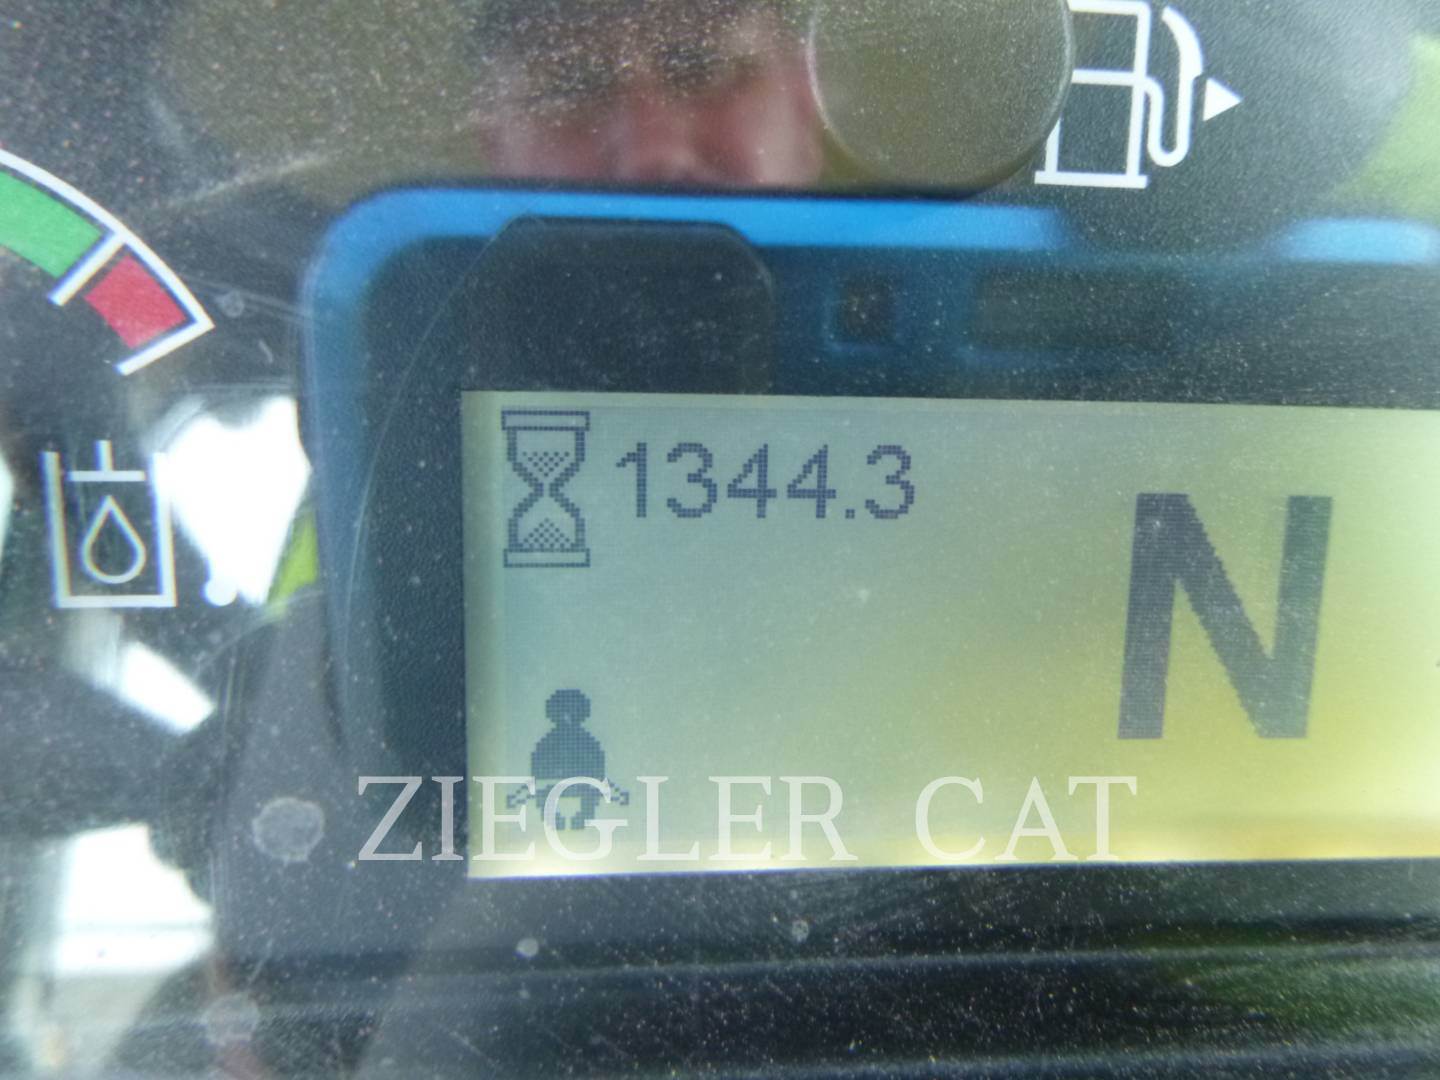 1344.3
N
ZIEGLER CAT